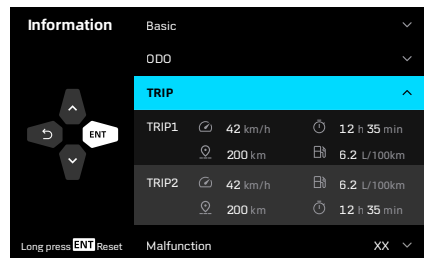 Information
Basic
ODO
TRIP
ENT
TRIP1 42 km/h 12 h 35 min
200 km 6.2 L/100km
TRIP2 42 km/h 6.2 L/100km
200 km 12 h 35 min
Long press ENT Reset
Malfunction XX